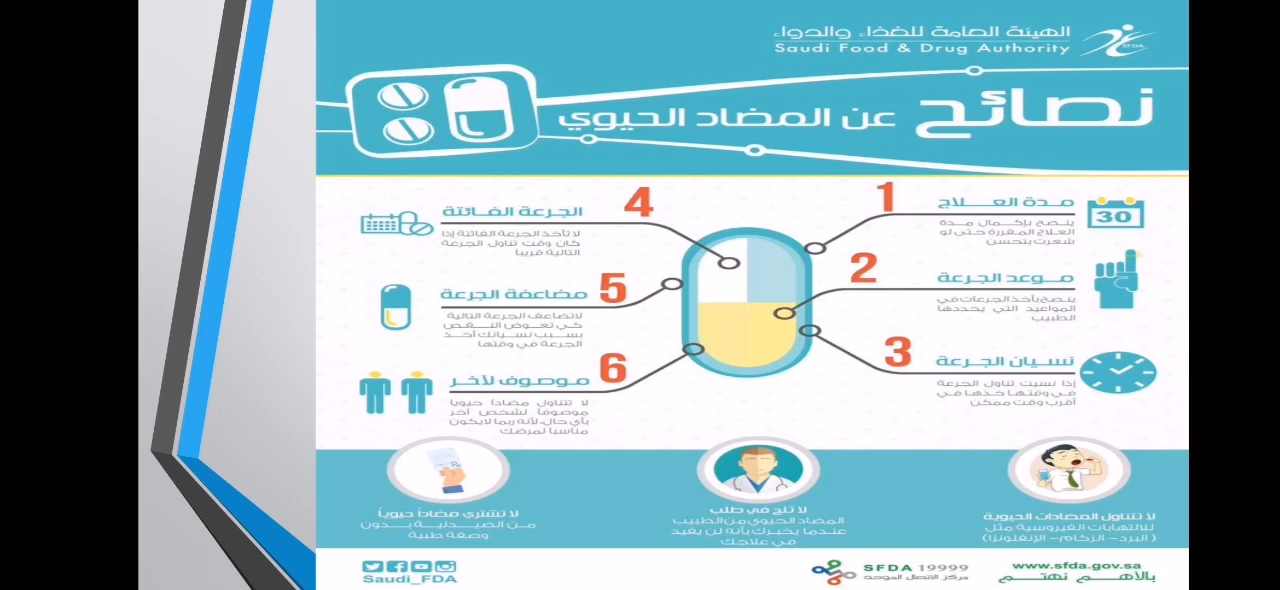 الهيئة العامة للغذاء والدواء
Saudi Food & Drug Authority
SFDA
نصائح عن المضاد الحيوي
1
مدة العلاج
30
ينصح بإكمال مدة
العلاج المقررة حتى لو
شعرت بتحسن
2
موعد الجرعة
ينصح بأخذ الجرعات في
المواعيد التي يحددها
الطبيب
3
نسيان الجرعة
إذا نسيت تناول الجرعة
في وقتها خذها في
أقرب وقت ممكن
4
الجرعة الفائتة
لا تأخذ الجرعة الفائتة إذا
كان وقت تناول الجرعة
التالية قريباً
5
مضاعفة الجرعة
لاتضاعف الجرعة التالية
كي تعوض النقص
بسبب نسيانك أخذ
الجرعة في وقتها
6
موصوف لآخر
لا تتناول مضاداً حيوياً
موصوفاً لشخص آخر
بأي حال، لأنه ربما لايكون
مناسباً لمرضك
لا تتناول المضادات الحيوية
للالتهابات الفيروسية مثل
(البرد - الزكام - الإنفلونزا)
لا تلح في طلب
المضاد الحيوي من الطبيب
عندما يخبرك بأنه لن يفيد
في علاجك
لا تشتري مضاداً حيوياً
من الصيدلية بدون
وصفة طبية
www.sfda.gov.sa
بالأهم نهتم
SFDA 19999
مركز الاتصال الموحد
Saudi_FDA